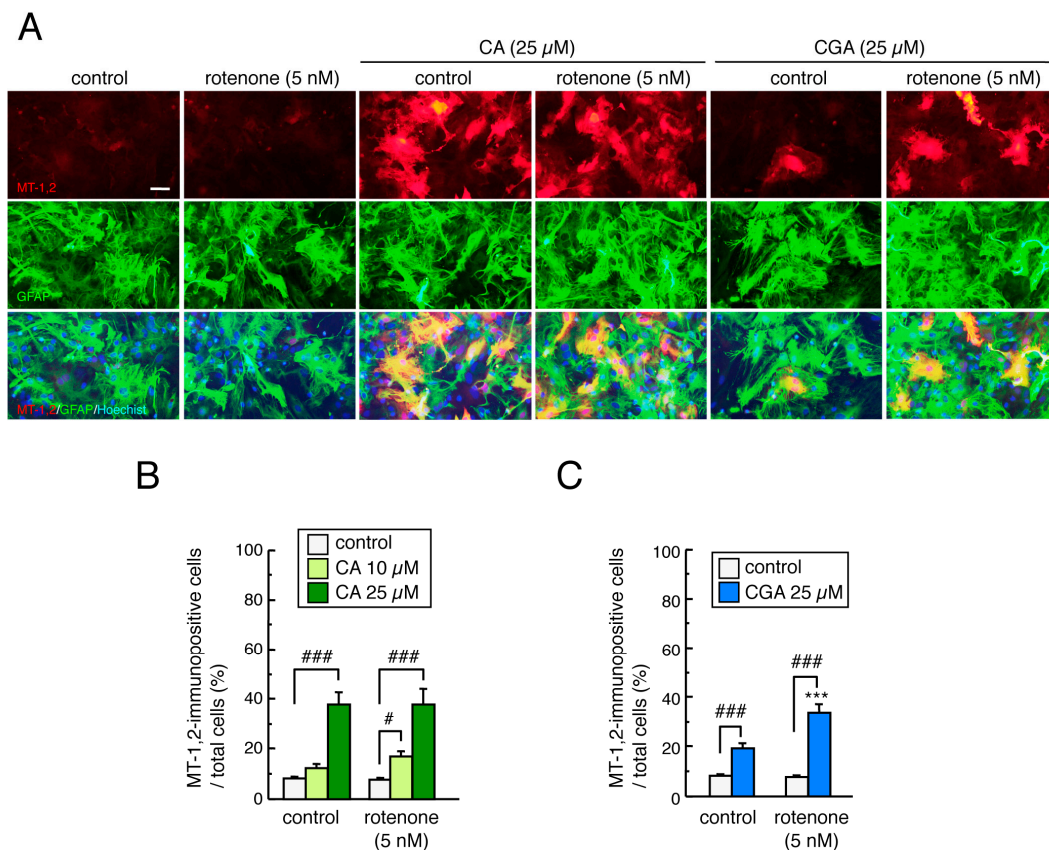 A
CA (25 µM)
CGA (25 µM)
control
rotenone (5 nM)
control
rotenone (5 nM)
control
rotenone (5 nM)
MT-1,2
GFAP
MT-1,2/GFAP/Hoechist
B
MT-1,2-immunopositive cells
/ total cells (%)
100
80
60
40
20
0
control
CA 10 µM
CA 25 µM
###
###
#
control
rotenone
(5 nM)
C
MT-1,2-immunopositive cells
/ total cells (%)
100
80
60
40
20
0
control
CGA 25 µM
###
###
***
control
rotenone
(5 nM)